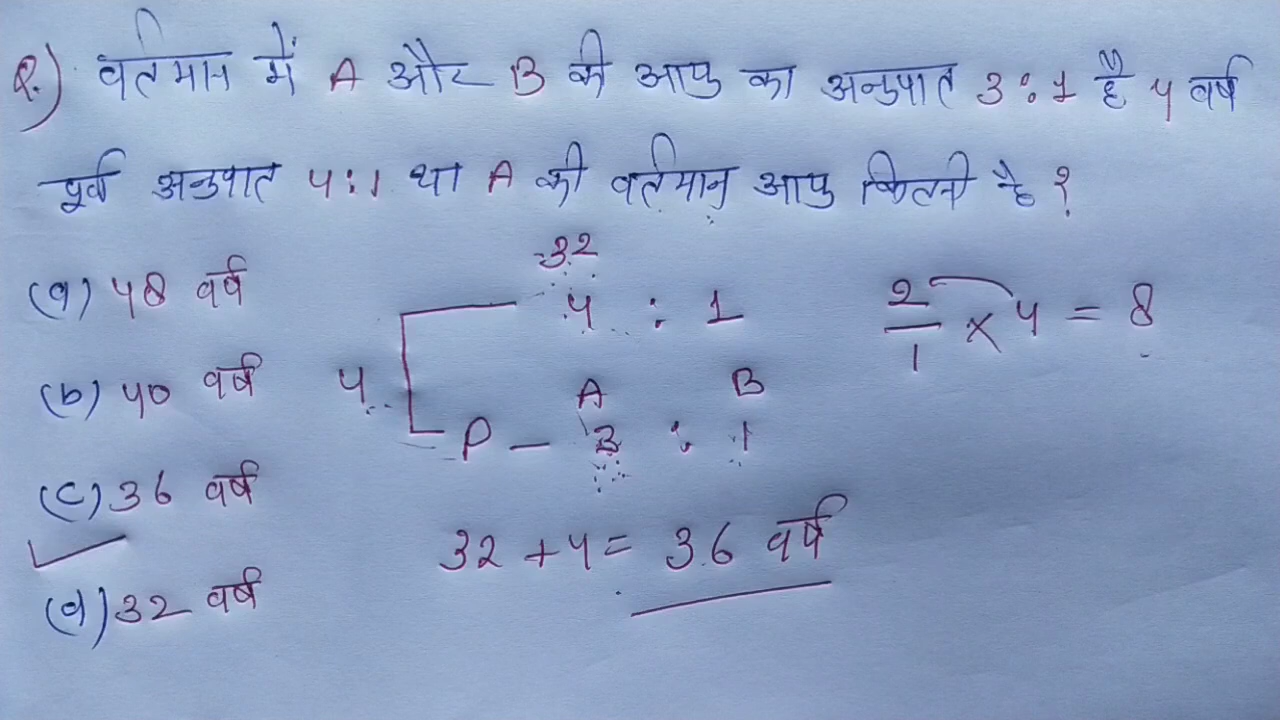 Q.) वर्तमान में A और B की आयु का अनुपात 3:1 है 4 वर्ष
पूर्व अनुपात 4:1 था A की वर्तमान आयु कितनी है ?
(a) 48 वर्ष
(b) 40 वर्ष
(c) 36 वर्ष
(d) 32 वर्ष
32
4 : 1
4
A B
P - 3 : 1
32 + 4 = 36 वर्ष
2/1 × 4 = 8